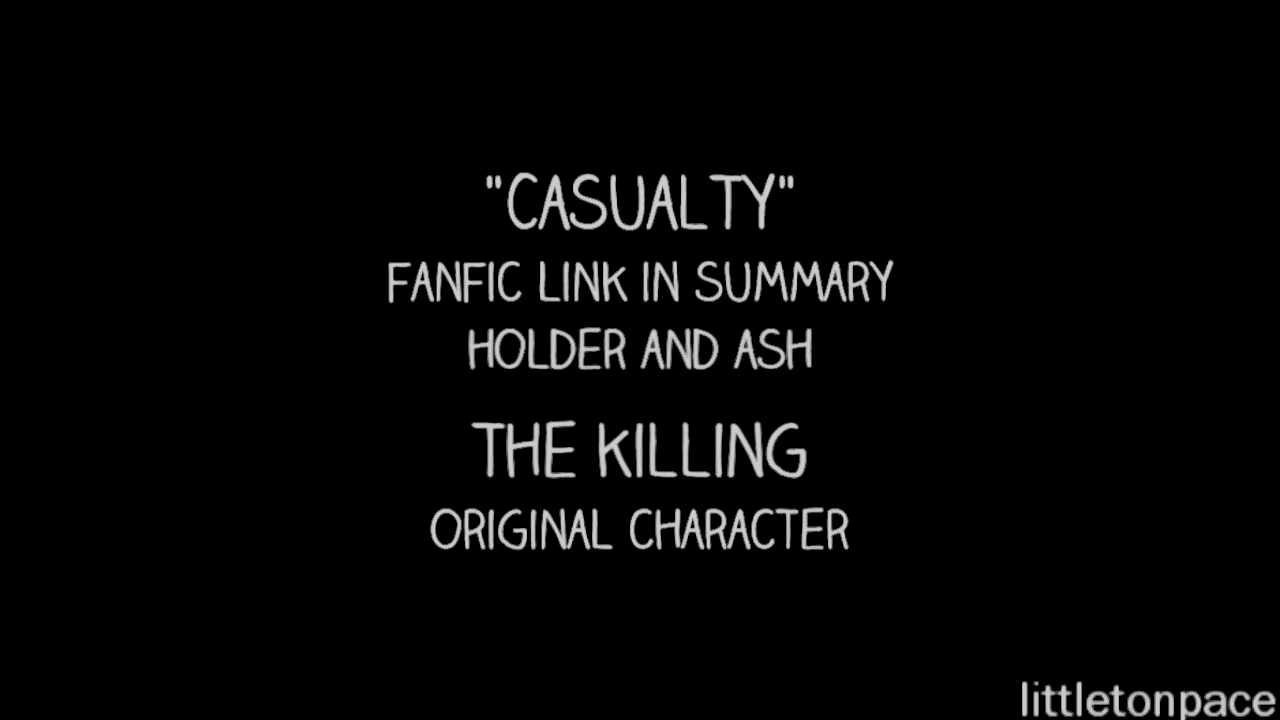 "CASUALTY"
FANFIC LINK IN SUMMARY
HOLDER AND ASH
THE KILLING
ORIGINAL CHARACTER
littletonpace